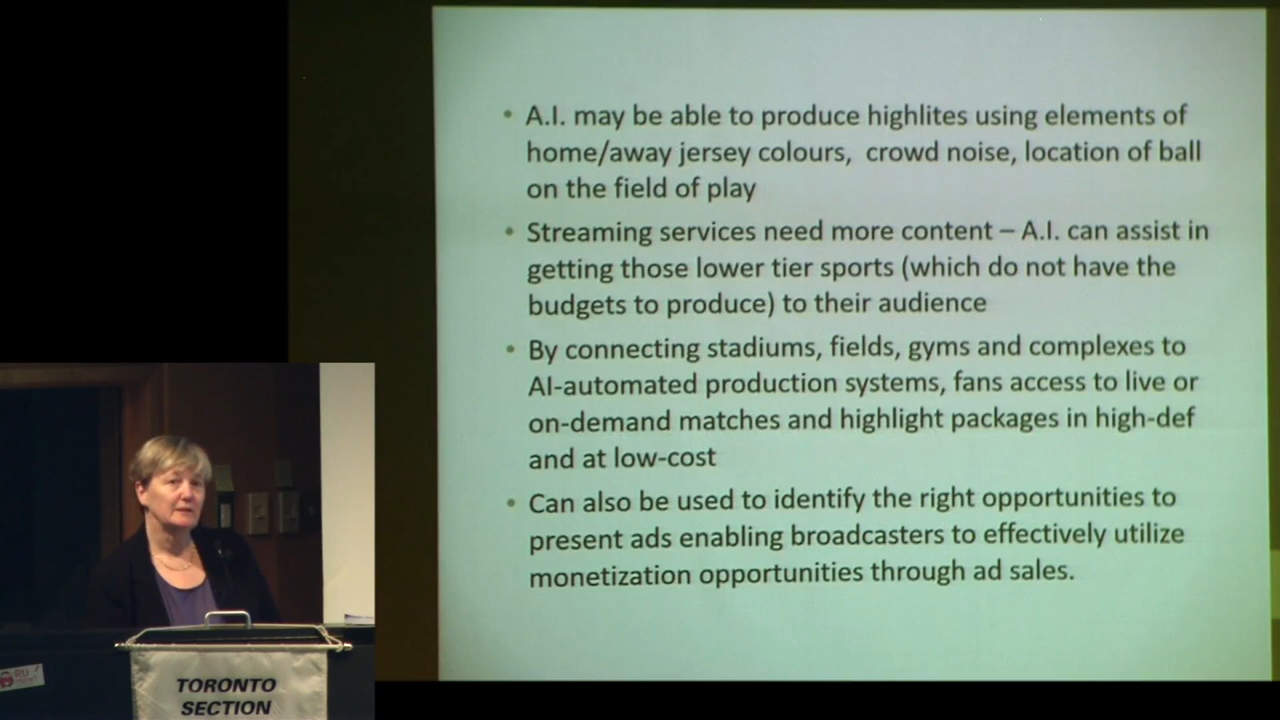 • A.I. may be able to produce highlites using elements of
home/away jersey colours, crowd noise, location of ball
on the field of play
• Streaming services need more content – A.I. can assist in
getting those lower tier sports (which do not have the
budgets to produce) to their audience
• By connecting stadiums, fields, gyms and complexes to
AI-automated production systems, fans access to live or
on-demand matches and highlight packages in high-def
and at low-cost
• Can also be used to identify the right opportunities to
present ads enabling broadcasters to effectively utilize
monetization opportunities through ad sales.
TORONTO
SECTION